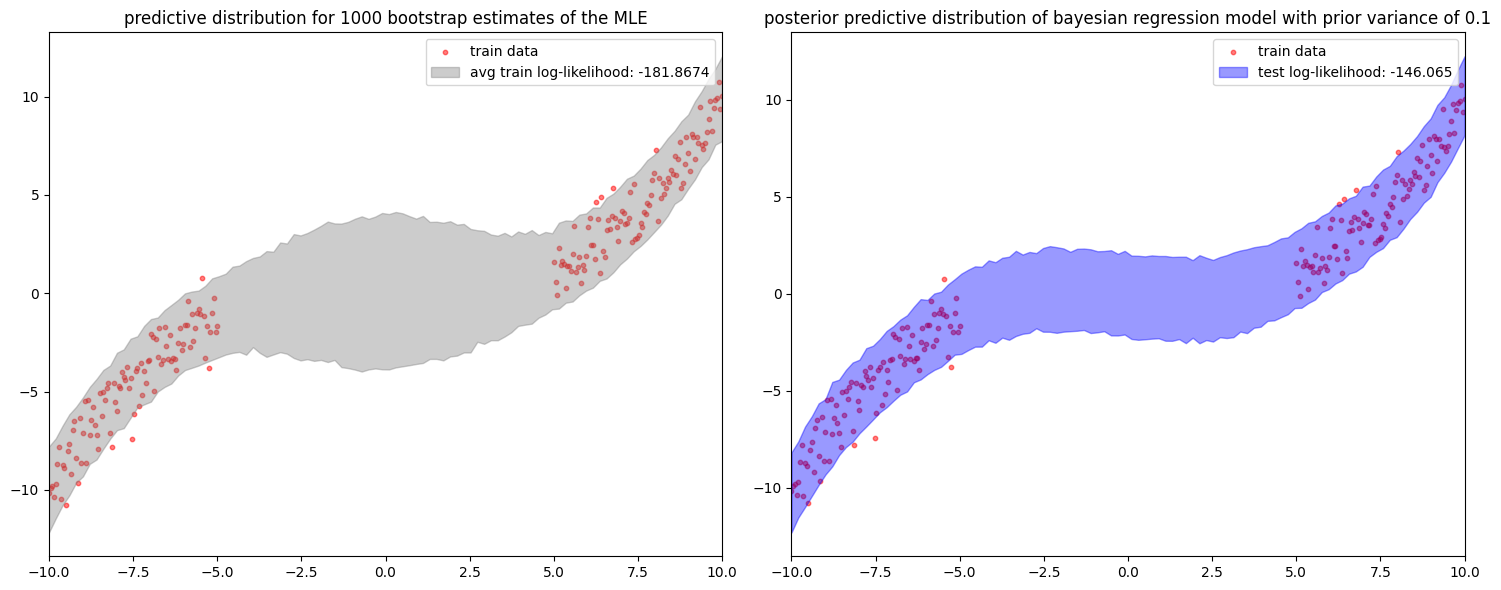 predictive distribution for 1000 bootstrap estimates of the MLE
train data
avg train log-likelihood: -181.8674
10
5
0
−5
−10
−10.0 −7.5 −5.0 −2.5 0.0 2.5 5.0 7.5 10.0
posterior predictive distribution of bayesian regression model with prior variance of 0.1
train data
test log-likelihood: -146.065
10
5
0
−5
−10
−10.0 −7.5 −5.0 −2.5 0.0 2.5 5.0 7.5 10.0